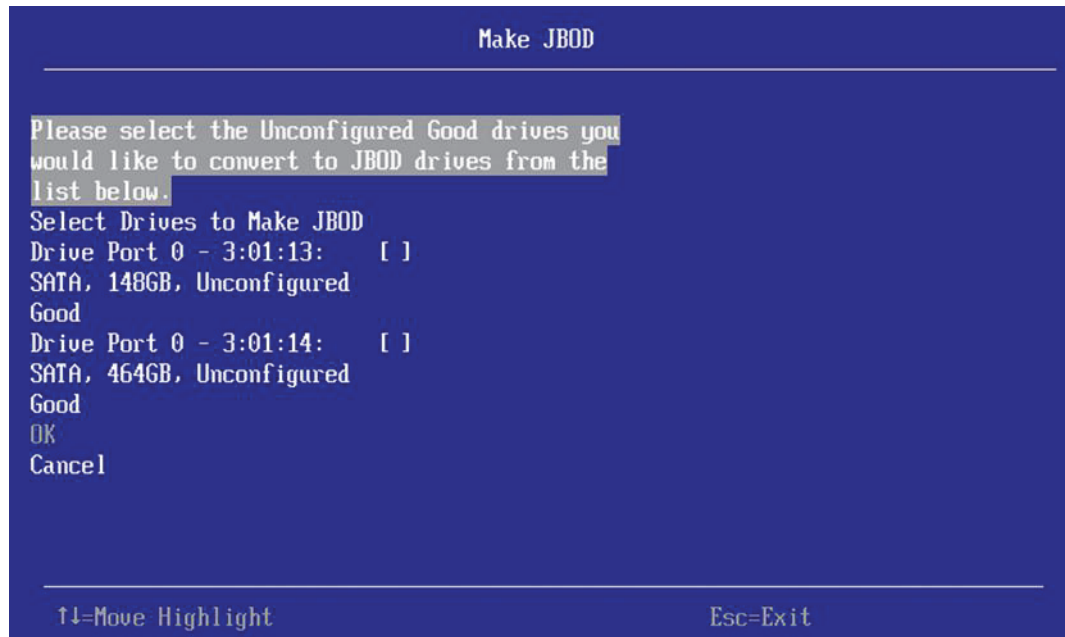 Make JBOD
Please select the Unconfigured Good drives you
would like to convert to JBOD drives from the
list below.
Select Drives to Make JBOD
Drive Port 0 - 3:01:13: [ ]
SATA, 148GB, Unconfigured
Good
Drive Port 0 - 3:01:14: [ ]
SATA, 464GB, Unconfigured
Good
OK
Cancel
↑↓=Move Highlight Esc=Exit